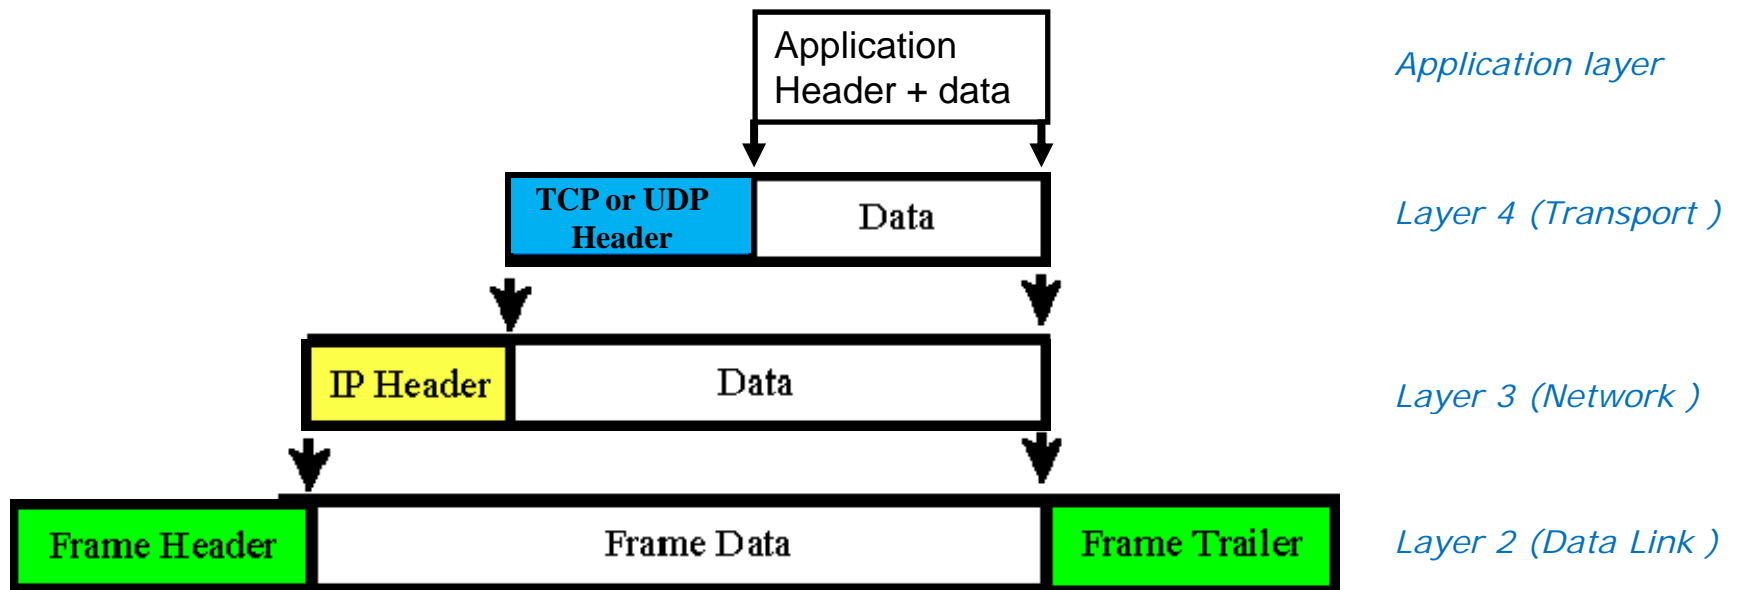 Application
Header + data
Application layer
TCP or UDP
Header
Data
Layer 4 (Transport )
IP Header
Data
Layer 3 (Network )
Frame Header
Frame Data
Frame Trailer
Layer 2 (Data Link )